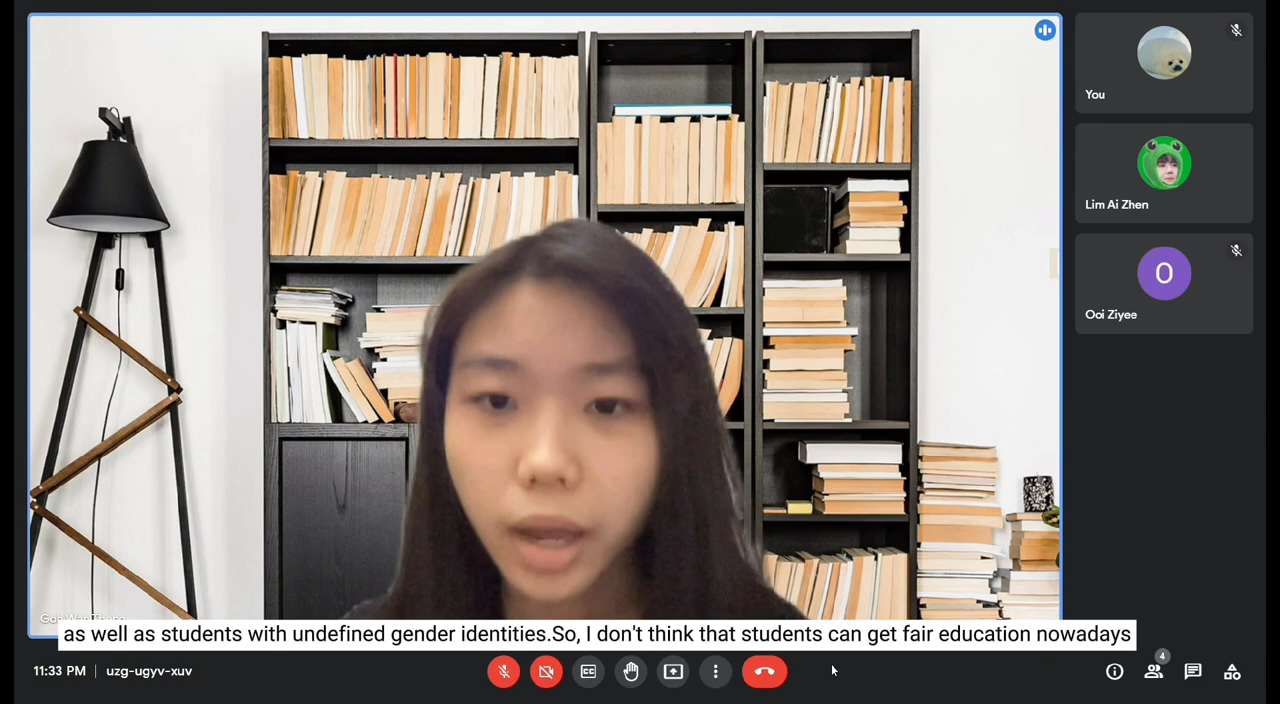 You
Lim Ai Zhen
Ooi Ziyee
as well as students with undefined gender identities.So, I don't think that students can get fair education nowadays
11:33 PM | uzg-ugyv-xuv
4
O